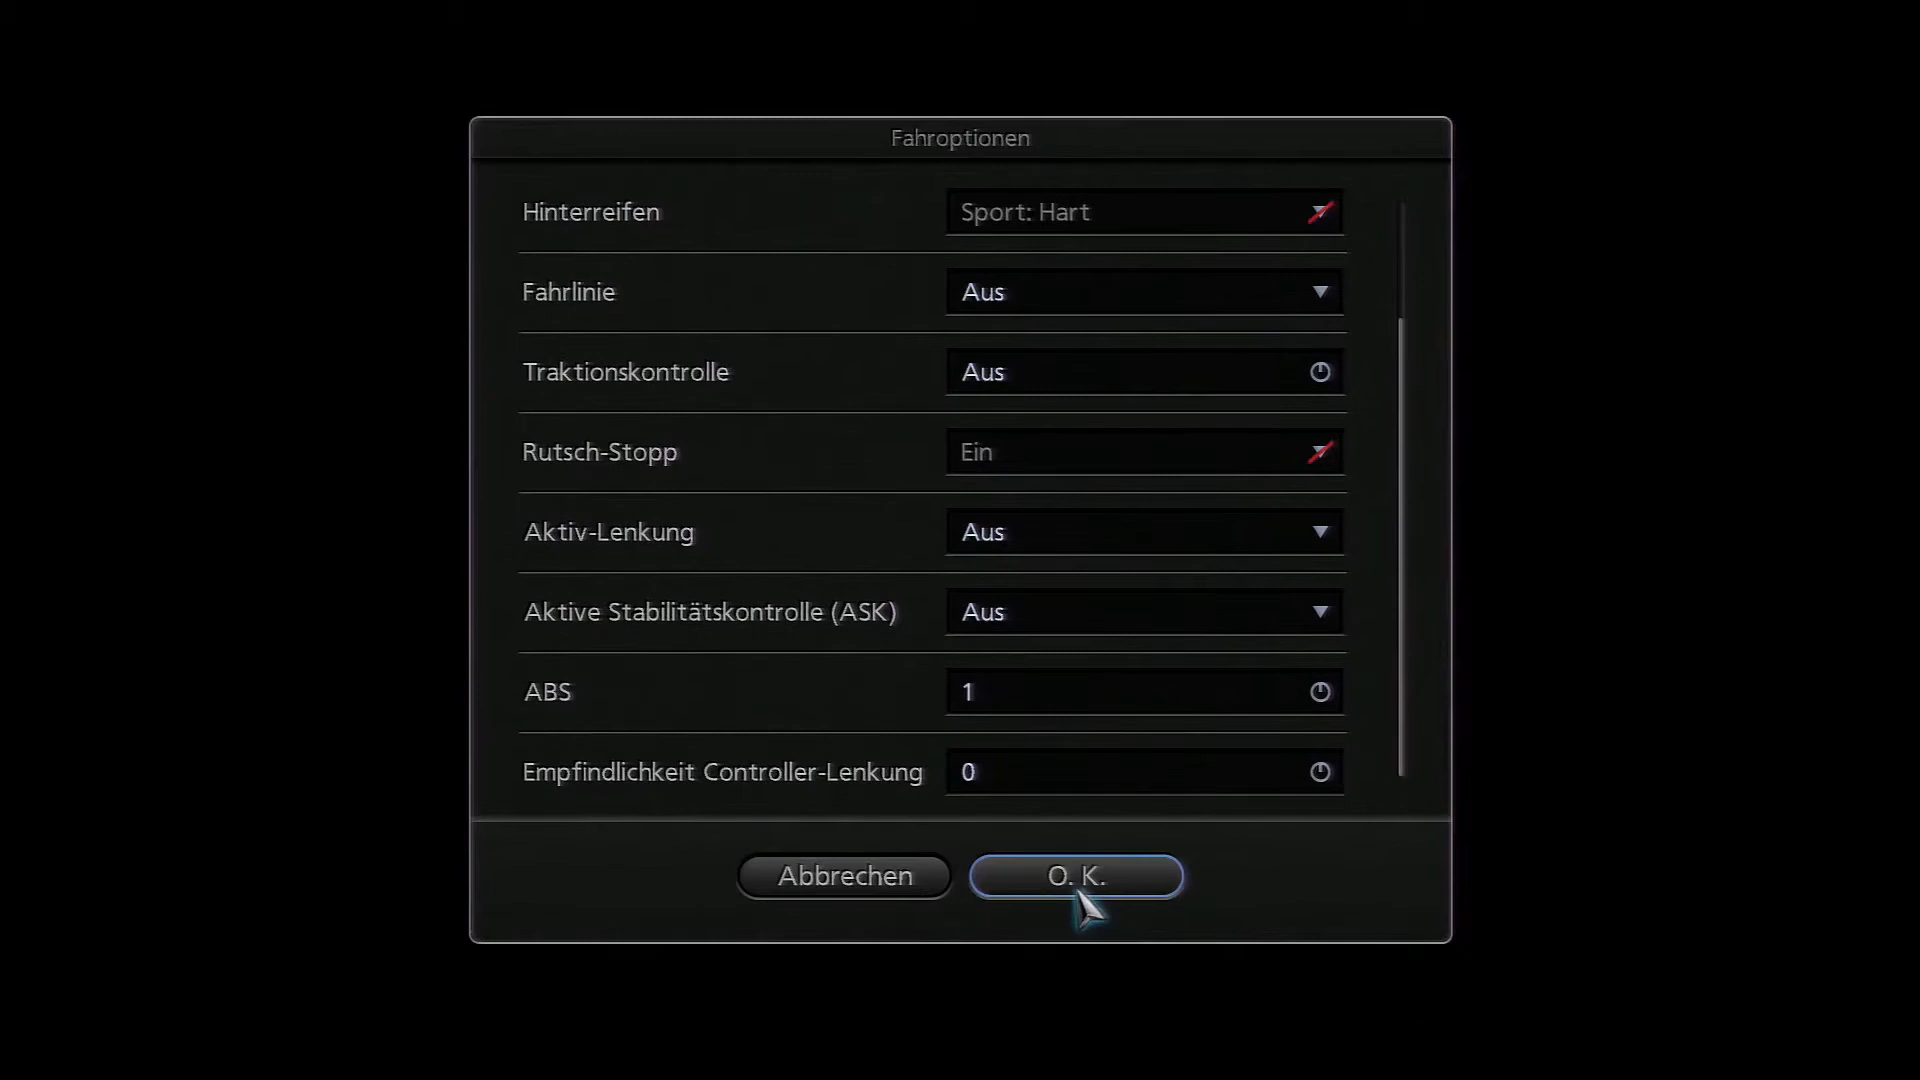 Fahroptionen
Hinterreifen Sport: Hart
Fahrlinie Aus
Traktionskontrolle Aus
Rutsch-Stopp Ein
Aktiv-Lenkung Aus
Aktive Stabilitätskontrolle (ASK) Aus
ABS 1
Empfindlichkeit Controller-Lenkung 0
Abbrechen O. K.